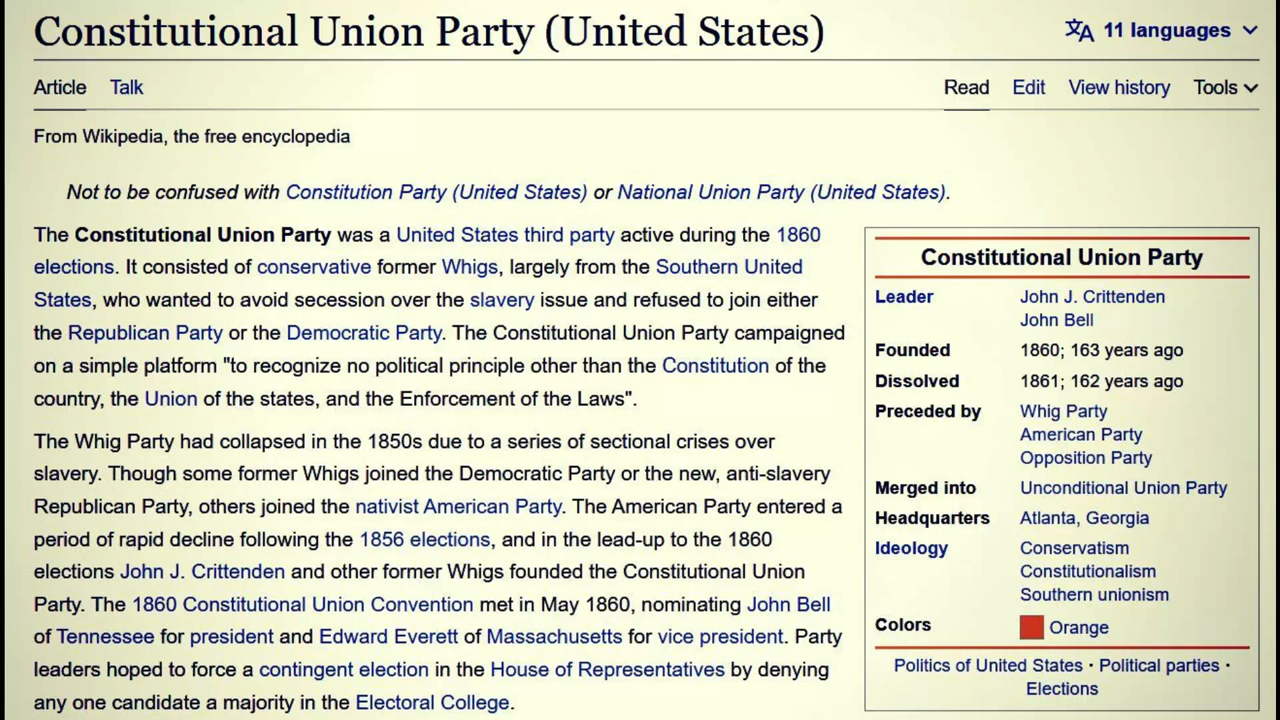 Constitutional Union Party (United States)
11 languages
Article Talk
Read Edit View history Tools
From Wikipedia, the free encyclopedia
Not to be confused with Constitution Party (United States) or National Union Party (United States).
The Constitutional Union Party was a United States third party active during the 1860
elections. It consisted of conservative former Whigs, largely from the Southern United
States, who wanted to avoid secession over the slavery issue and refused to join either
the Republican Party or the Democratic Party. The Constitutional Union Party campaigned
on a simple platform "to recognize no political principle other than the Constitution of the
country, the Union of the states, and the Enforcement of the Laws".
The Whig Party had collapsed in the 1850s due to a series of sectional crises over
slavery. Though some former Whigs joined the Democratic Party or the new, anti-slavery
Republican Party, others joined the nativist American Party. The American Party entered a
period of rapid decline following the 1856 elections, and in the lead-up to the 1860
elections John J. Crittenden and other former Whigs founded the Constitutional Union
Party. The 1860 Constitutional Union Convention met in May 1860, nominating John Bell
of Tennessee for president and Edward Everett of Massachusetts for vice president. Party
leaders hoped to force a contingent election in the House of Representatives by denying
any one candidate a majority in the Electoral College.
Constitutional Union Party
Leader John J. Crittenden
John Bell
Founded 1860; 163 years ago
Dissolved 1861; 162 years ago
Preceded by Whig Party
American Party
Opposition Party
Merged into Unconditional Union Party
Headquarters Atlanta, Georgia
Ideology Conservatism
Constitutionalism
Southern unionism
Colors Orange
Politics of United States · Political parties ·
Elections